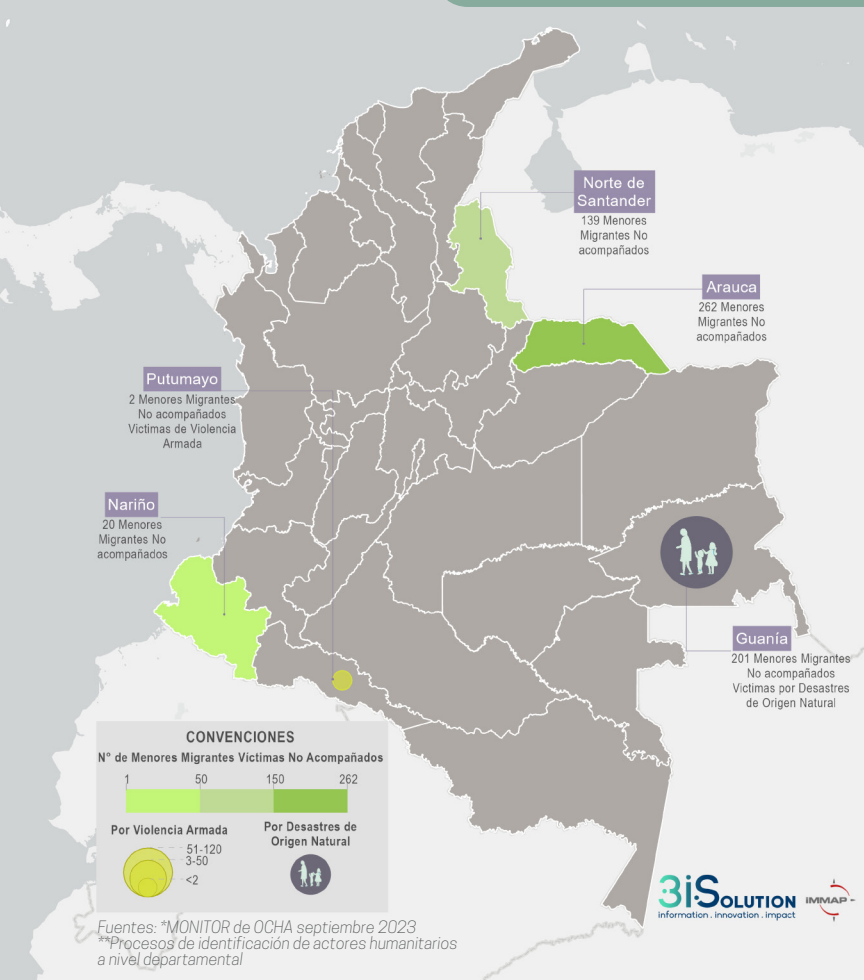 Norte de
Santander
139 Menores
Migrantes No
acompañados
Arauca
262 Menores
Migrantes No
acompañados
Putumayo
2 Menores Migrantes
No acompañados
Victimas de Violencia
Armada
Nariño
20 Menores
Migrantes No
acompañados
Guanía
201 Menores Migrantes
No acompañados
Victimas por Desastres
de Origen Natural
CONVENCIONES
N° de Menores Migrantes Víctimas No Acompañados
1 50 150 262
Por Violencia Armada
51-120
3-50
<2
Por Desastres de
Origen Natural
Fuentes: *MONITOR de OCHA septiembre 2023
**Procesos de identificación de actores humanitarios
a nivel departamental
3iSOLUTION
information . innovation . impact
IMMAP